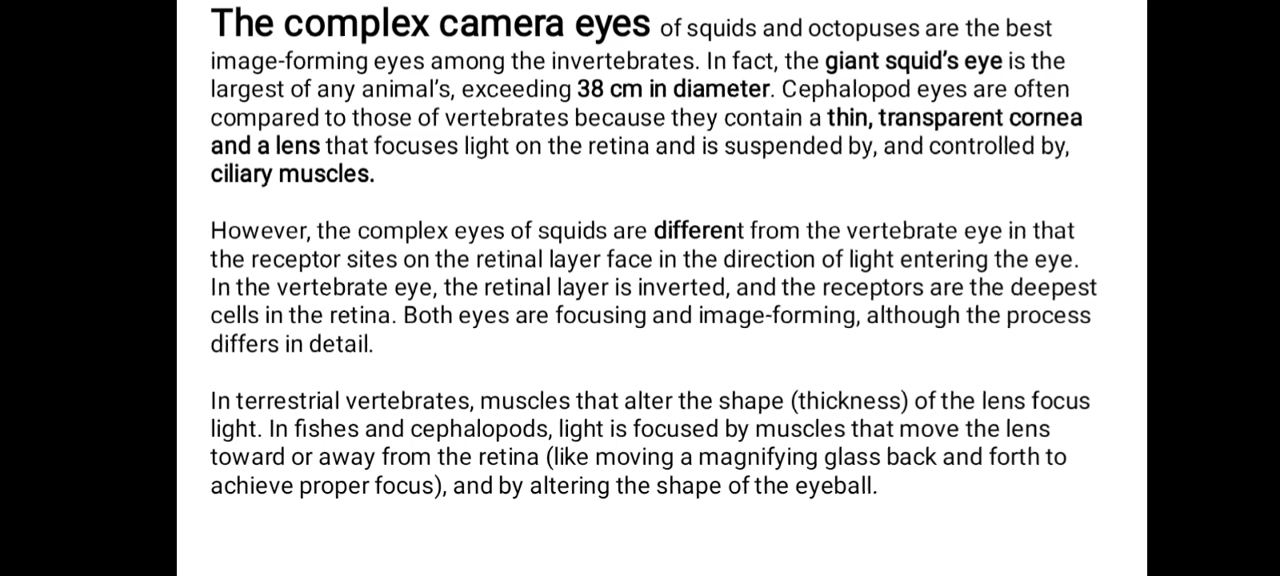 The complex camera eyes of squids and octopuses are the best
image-forming eyes among the invertebrates. In fact, the giant squid's eye is the
largest of any animal's, exceeding 38 cm in diameter. Cephalopod eyes are often
compared to those of vertebrates because they contain a thin, transparent cornea
and a lens that focuses light on the retina and is suspended by, and controlled by,
ciliary muscles.
However, the complex eyes of squids are different from the vertebrate eye in that
the receptor sites on the retinal layer face in the direction of light entering the eye.
In the vertebrate eye, the retinal layer is inverted, and the receptors are the deepest
cells in the retina. Both eyes are focusing and image-forming, although the process
differs in detail.
In terrestrial vertebrates, muscles that alter the shape (thickness) of the lens focus
light. In fishes and cephalopods, light is focused by muscles that move the lens
toward or away from the retina (like moving a magnifying glass back and forth to
achieve proper focus), and by altering the shape of the eyeball.